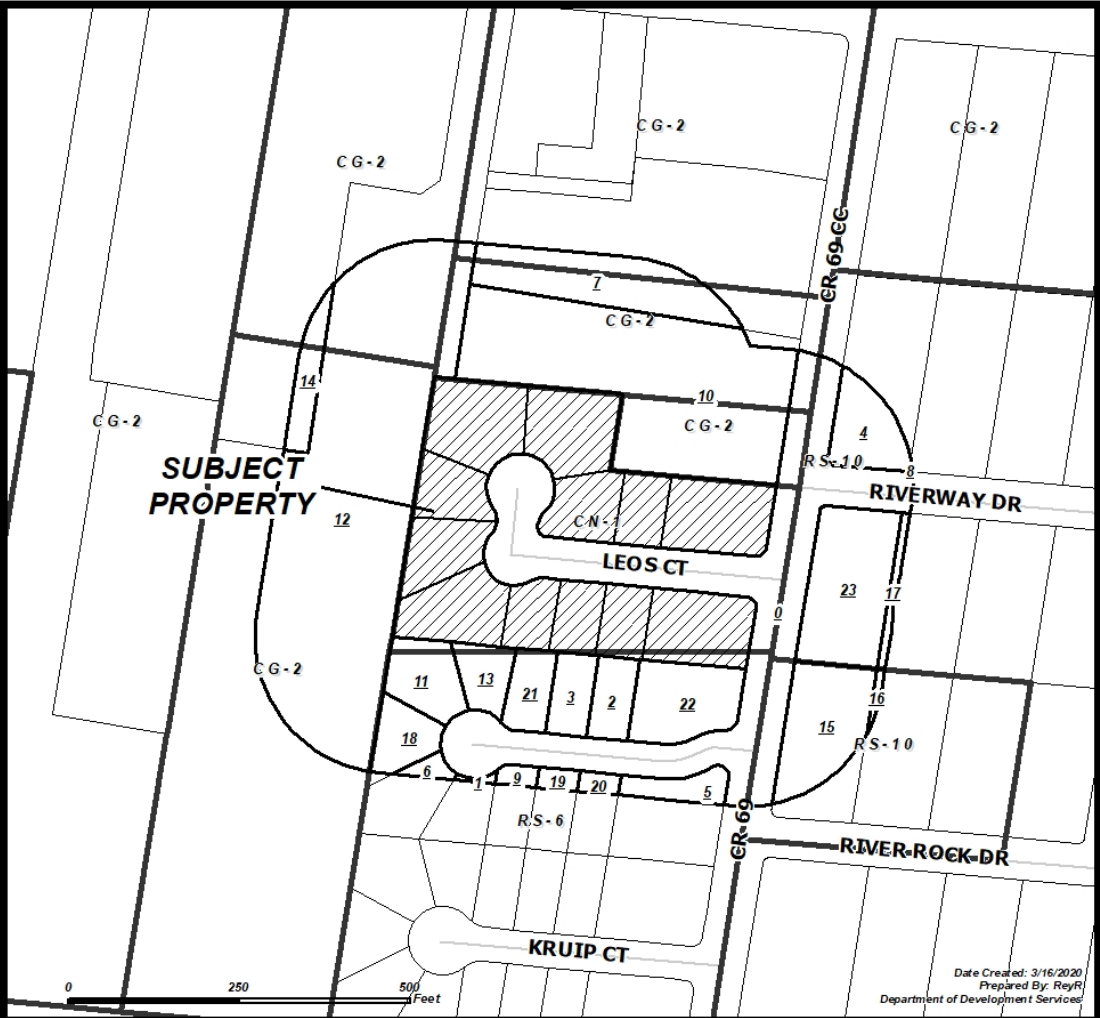 CG-2
CG-2
CG-2
CR 69 CC
7
CG-2
14
10
CG-2
CG-2
4
RS-10
8
SUBJECT
PROPERTY
RIVERWAY DR
12
CN-1
LEOS CT
23
17
0
CG-2
11
13
21
3
2
22
16
15
RS-10
18
6
1
9
19
20
5
RS-6
CR 69
RIVER ROCK DR
KRUIP CT
0
250
500
Feet
Date Created: 3/16/2020
Prepared By: ReyR
Department of Development Services